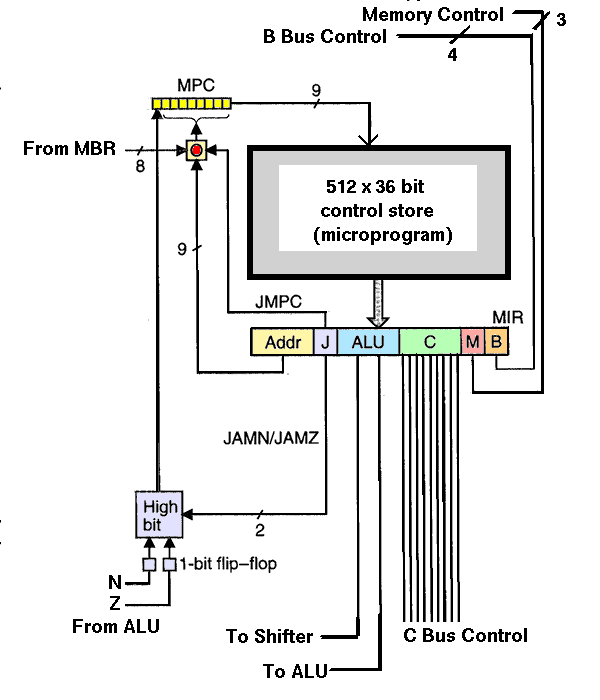 Memory Control
3
B Bus Control
4
MPC
9
From MBR
8
512 x 36 bit
control store
(microprogram)
9
JMPC
MIR
Addr J ALU C M B
JAMN/JAMZ
High
bit
2
1-bit flip-flop
N
Z
From ALU
To Shifter
C Bus Control
To ALU